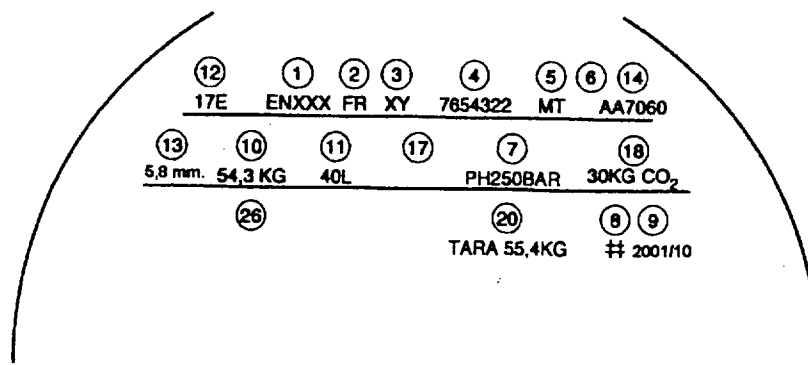 12 1 2 3 4 5 6 14
17E ENXXX FR XY 7654322 MT AA7060
13 10 11 17 7 18
5,8 mm. 54,3 KG 40L PH250BAR 30KG CO₂
26 20 8 9
TARA 55,4KG # 2001/10